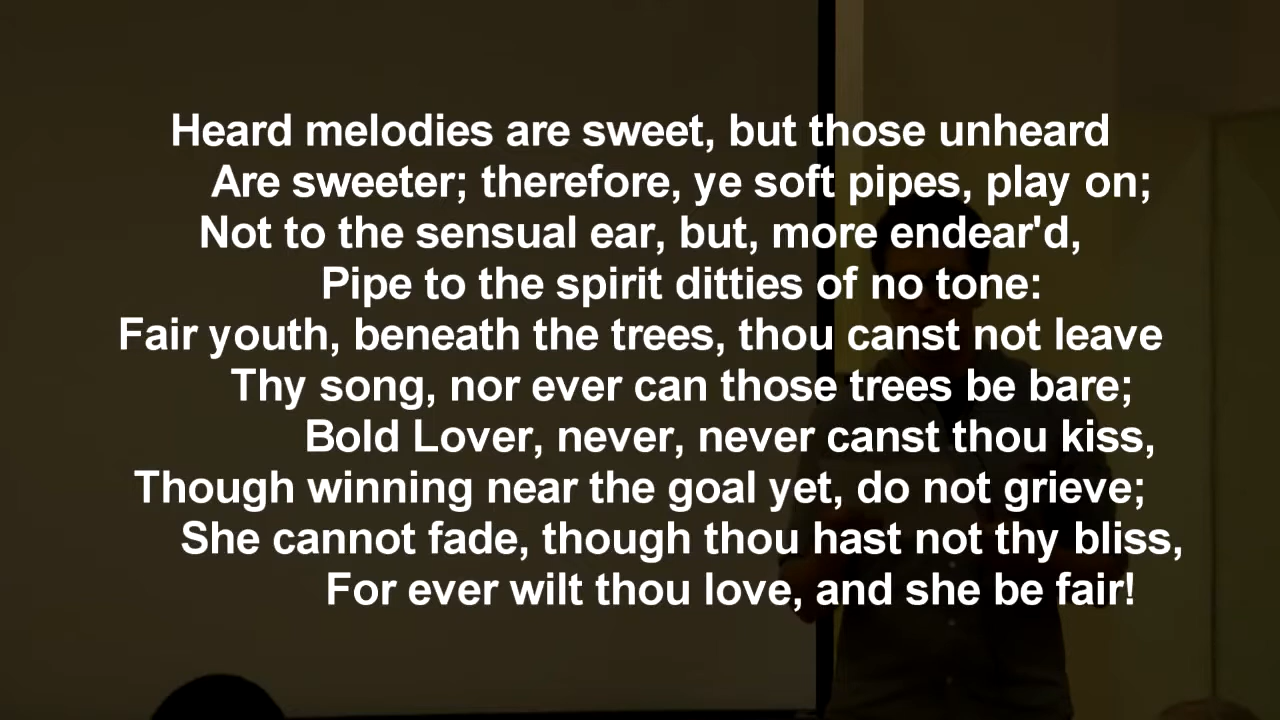 Heard melodies are sweet, but those unheard
Are sweeter; therefore, ye soft pipes, play on;
Not to the sensual ear, but, more endear'd,
Pipe to the spirit ditties of no tone:
Fair youth, beneath the trees, thou canst not leave
Thy song, nor ever can those trees be bare;
Bold Lover, never, never canst thou kiss,
Though winning near the goal yet, do not grieve;
She cannot fade, though thou hast not thy bliss,
For ever wilt thou love, and she be fair!